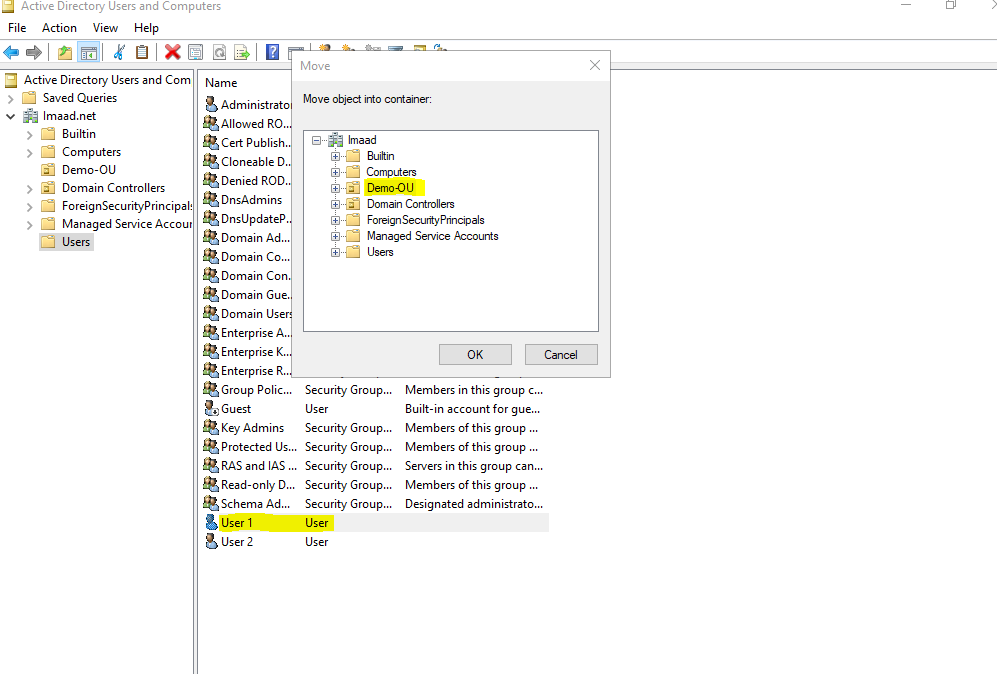 Active Directory Users and Computers
File Action View Help
Active Directory Users and Com
Saved Queries
Imaad.net
Builtin
Computers
Demo-OU
Domain Controllers
ForeignSecurityPrincipals
Managed Service Accour
Users
Name
Administrator
Allowed RO...
Cert Publish...
Cloneable D...
Denied ROD...
DnsAdmins
DnsUpdateP...
Domain Ad...
Domain Co...
Domain Con...
Domain Gue...
Domain Users
Enterprise A...
Enterprise K...
Enterprise R...
Group Polic... Security Group... Members in this group c...
Guest User Built-in account for gue...
Key Admins Security Group... Members of this group ...
Protected Us... Security Group... Members of this group ...
RAS and IAS ... Security Group... Servers in this group can...
Read-only D... Security Group... Members of this group ...
Schema Ad... Security Group... Designated administrato...
User 1 User
User 2 User
Move
Move object into container:
Imaad
Builtin
Computers
Demo-OU
Domain Controllers
ForeignSecurityPrincipals
Managed Service Accounts
Users
OK Cancel